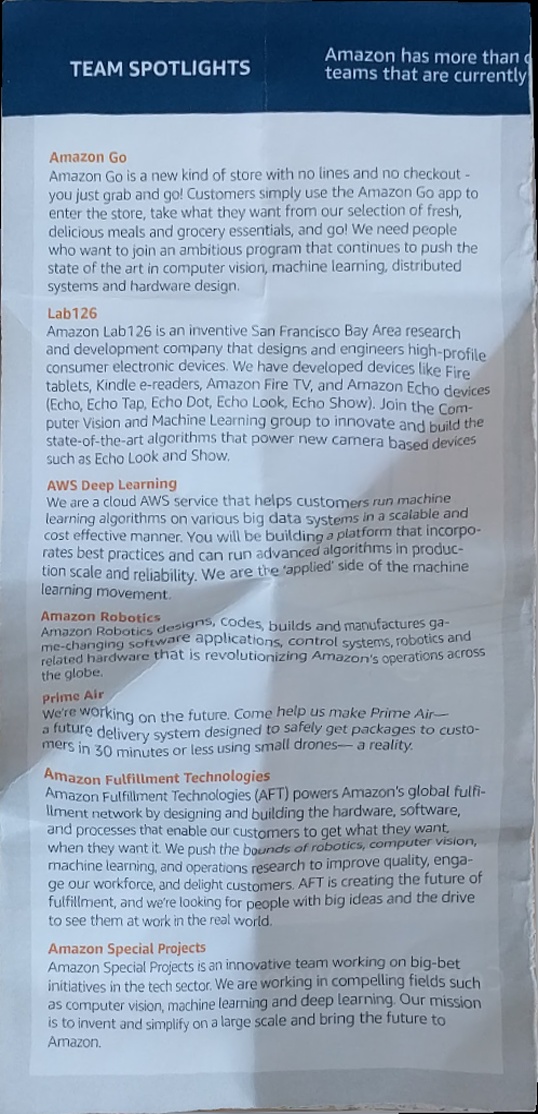 TEAM SPOTLIGHTS
Amazon has more than
teams that are currently
Amazon Go
Amazon Go is a new kind of store with no lines and no checkout -
you just grab and go! Customers simply use the Amazon Go app to
enter the store, take what they want from our selection of fresh,
delicious meals and grocery essentials, and go! We need people
who want to join an ambitious program that continues to push the
state of the art in computer vision, machine learning, distributed
systems and hardware design.
Lab126
Amazon Lab126 is an inventive San Francisco Bay Area research
and development company that designs and engineers high-profile
consumer electronic devices. We have developed devices like Fire
tablets, Kindle e-readers, Amazon Fire TV, and Amazon Echo devices
(Echo, Echo Tap, Echo Dot, Echo Look, Echo Show). Join the Com-
puter Vision and Machine Learning group to innovate and build the
state-of-the-art algorithms that power new camera based devices
such as Echo Look and Show.
AWS Deep Learning
We are a cloud AWS service that helps customers run machine
learning algorithms on various big data systems in a scalable and
cost effective manner. You will be building a platform that incorpo-
rates best practices and can run advanced algorithms in produc-
tion scale and reliability. We are the 'applied' side of the machine
learning movement.
Amazon Robotics
Amazon Robotics designs, codes, builds and manufactures ga-
me-changing software applications, control systems, robotics and
related hardware that is revolutionizing Amazon's operations across
the globe.
Prime Air
We're working on the future. Come help us make Prime Air—
a future delivery system designed to safely get packages to custo-
mers in 30 minutes or less using small drones— a reality.
Amazon Fulfillment Technologies
Amazon Fulfillment Technologies (AFT) powers Amazon's global fulfi-
llment network by designing and building the hardware, software,
and processes that enable our customers to get what they want,
when they want it. We push the bounds of robotics, computer vision,
machine learning, and operations research to improve quality, enga-
ge our workforce, and delight customers. AFT is creating the future of
fulfillment, and we're looking for people with big ideas and the drive
to see them at work in the real world.
Amazon Special Projects
Amazon Special Projects is an innovative team working on big-bet
initiatives in the tech sector. We are working in compelling fields such
as computer vision, machine learning and deep learning. Our mission
is to invent and simplify on a large scale and bring the future to
Amazon.